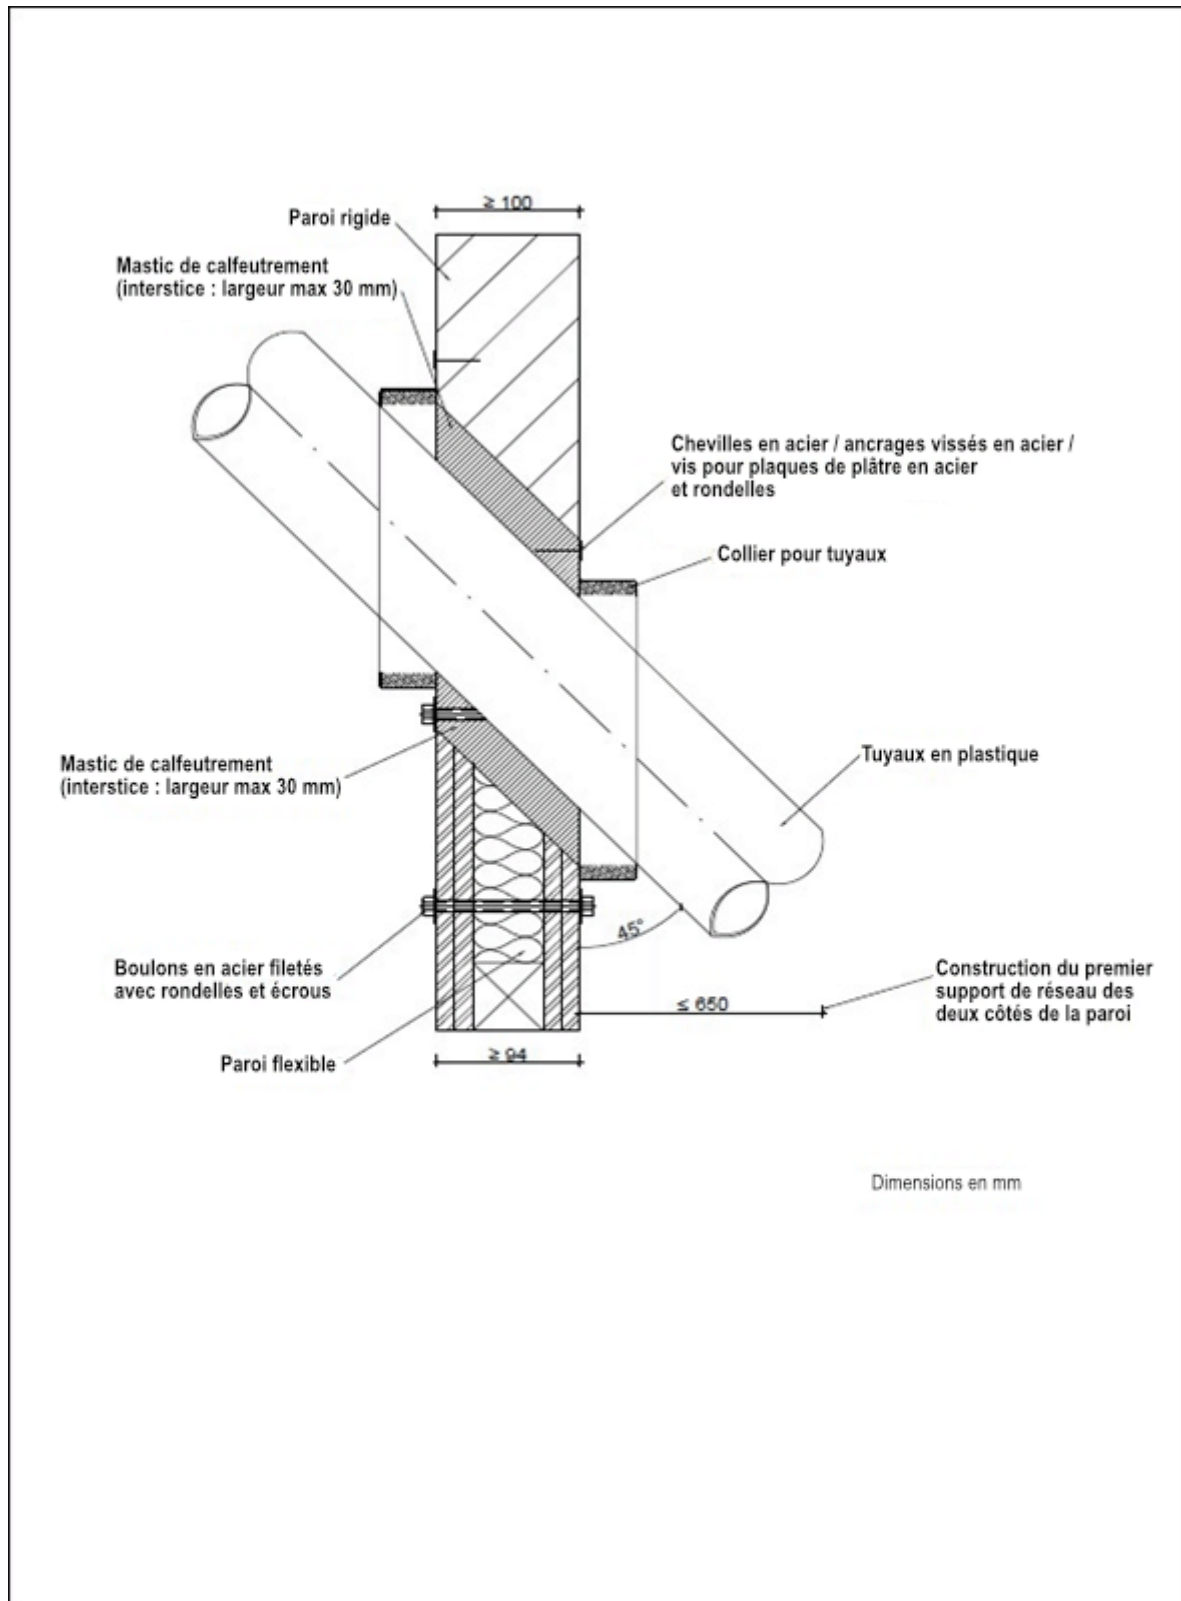 ≥ 100
Paroi rigide
Mastic de calfeutrement
(interstice : largeur max 30 mm)
Chevilles en acier / ancrages vissés en acier /
vis pour plaques de plâtre en acier
et rondelles
Collier pour tuyaux
Tuyaux en plastique
Mastic de calfeutrement
(interstice : largeur max 30 mm)
45°
Boulons en acier filetés
avec rondelles et écrous
Construction du premier
support de réseau des
deux côtés de la paroi
≤ 650
Paroi flexible
≥ 94
Dimensions en mm